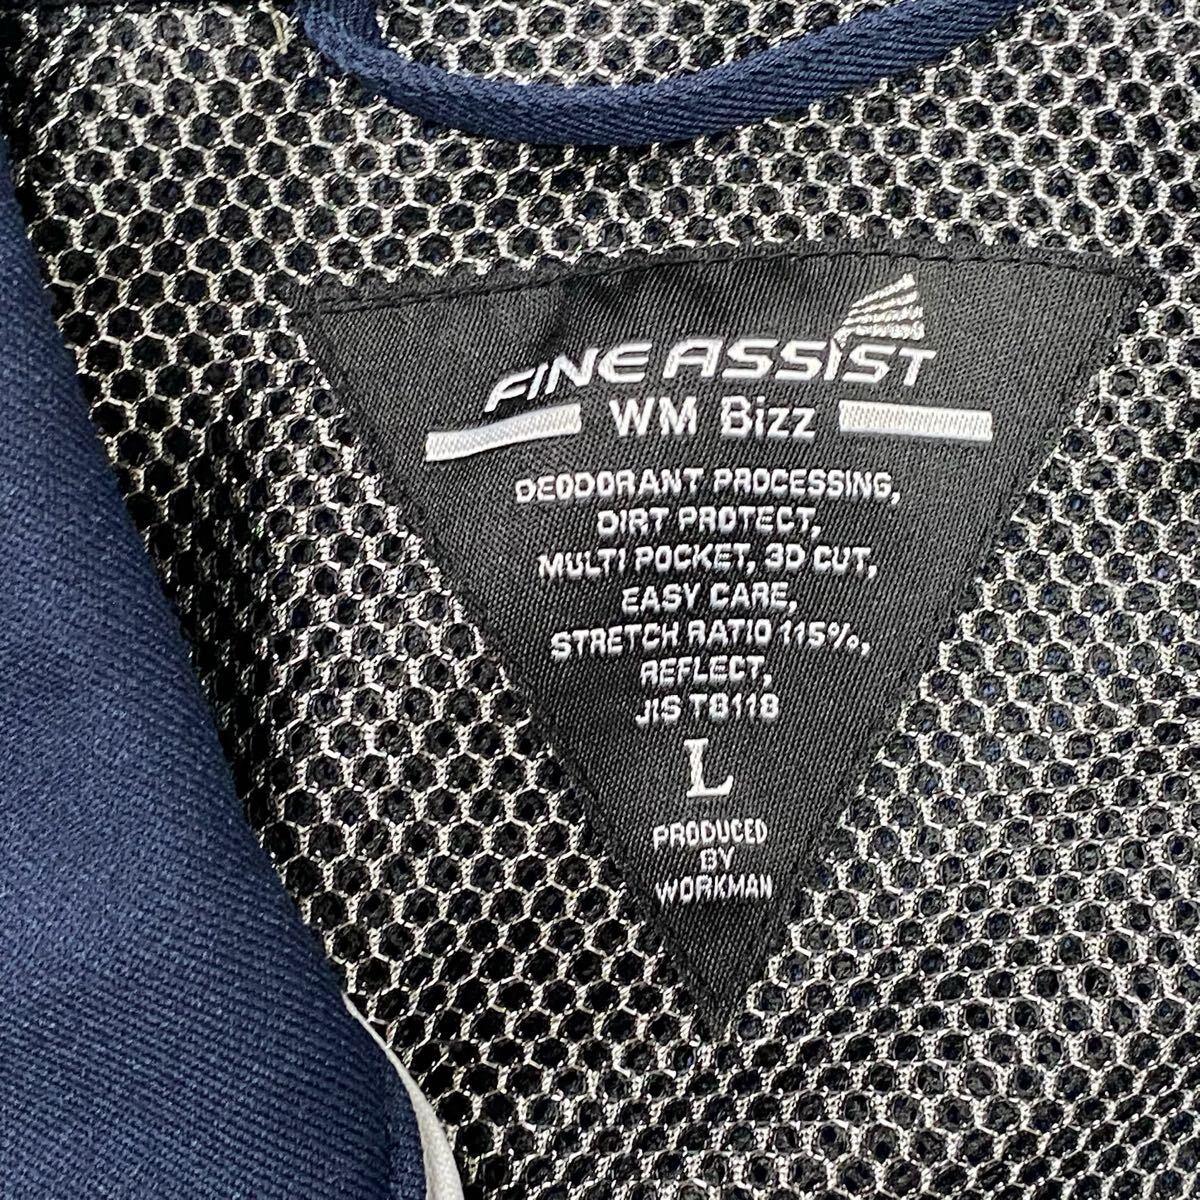 FINE ASSIST
WM Bizz
DEODORANT PROCESSING,
DIRT PROTECT,
MULTI POCKET, 3D CUT,
EASY CARE,
STRETCH RATIO 115%,
REFLECT,
JIS T8118
L
PRODUCED
BY
WORKMAN